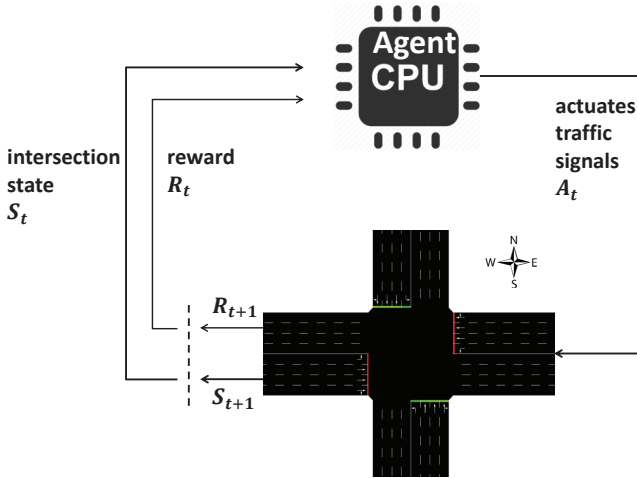 Agent
CPU
intersection
state
S_t
reward
R_t
actuates
traffic
signals
A_t
N
W E
S
R_{t+1}
S_{t+1}